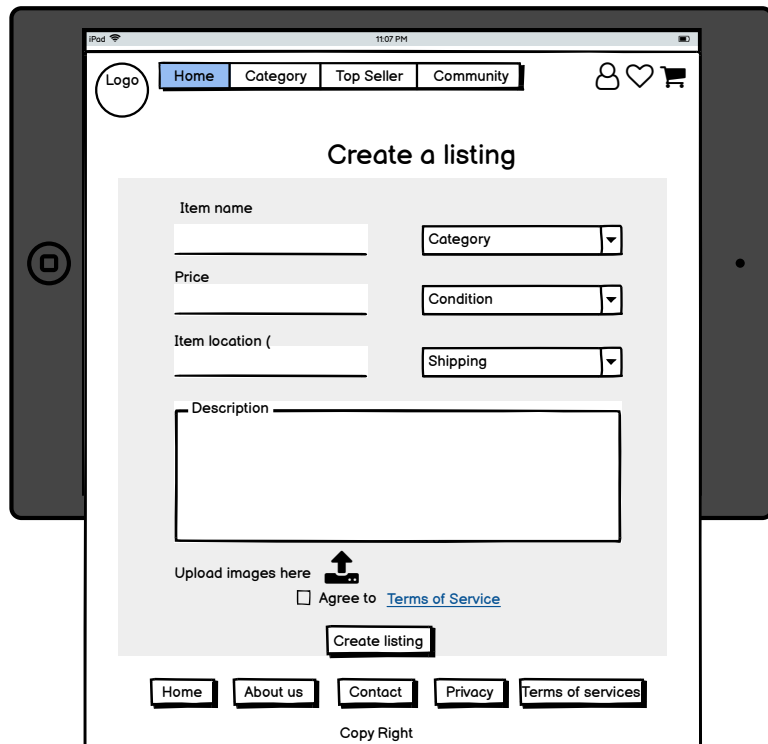 iPad 11:07 PM
Logo Home Category Top Seller Community
Create a listing
Item name
Category
Price
Condition
Item location (
Shipping
Description
Upload images here
Agree to Terms of Service
Create listing
Home About us Contact Privacy Terms of services
Copy Right